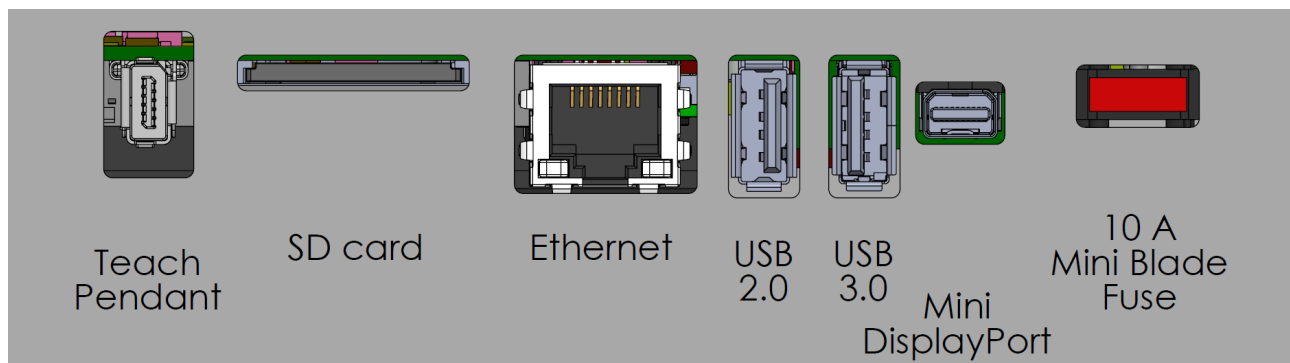 Teach
Pendant
SD card
Ethernet
USB
2.0
USB
3.0
Mini
DisplayPort
10 A
Mini Blade
Fuse